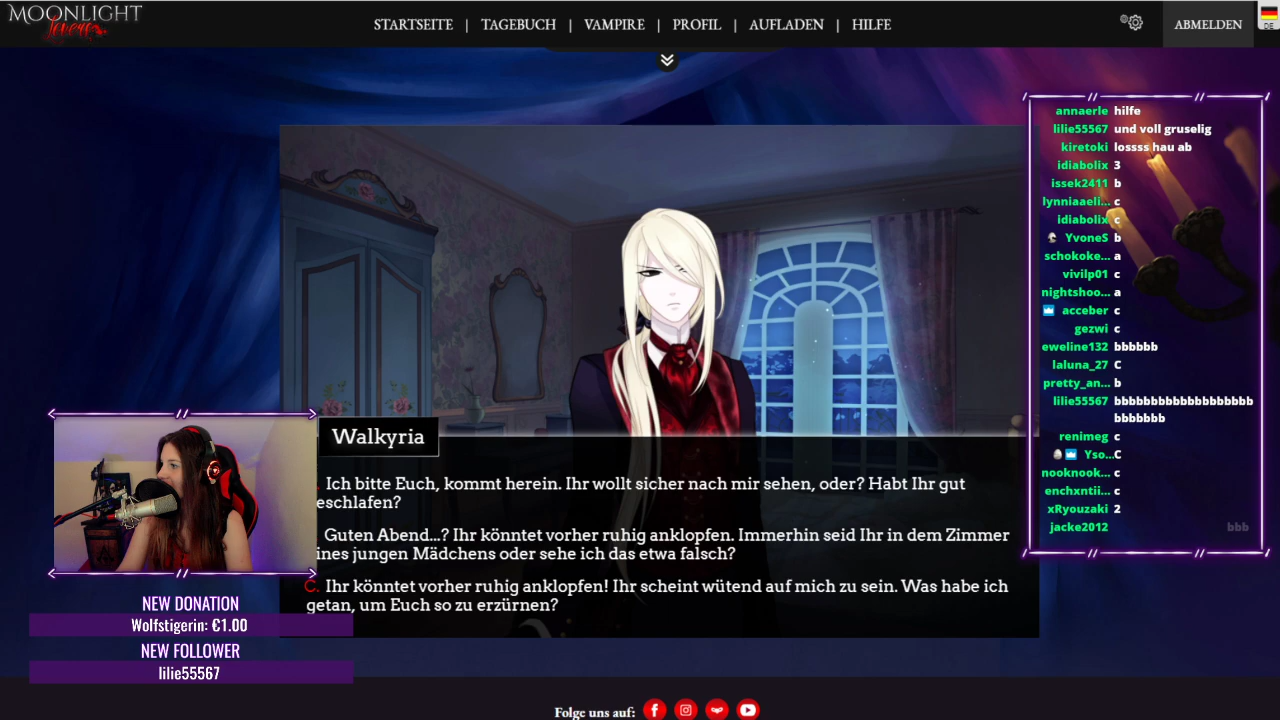 MOONLIGHT
Lovers
STARTSEITE | TAGEBUCH | VAMPIRE | PROFIL | AUFLADEN | HILFE
ABMELDEN
DE
annaerle hilfe
lilie55567 und voll gruselig
kiretoki lossss hau ab
idiabolix 3
issek2411 b
lynniaaeli... c
idiabolix c
YvoneS b
schokoke... a
vivilp01 c
nightshoo... a
acceber c
gezwi c
eweline132 bbbbbb
laluna_27 C
pretty_an... b
lilie55567 bbbbbbbbbbbbbbbbbbb
bbbbbbb
renimeg c
Yso... C
nooknook... c
enchxntii... c
xRyouzaki 2
jacke2012 bbb
Walkyria
Ich bitte Euch, kommt herein. Ihr wollt sicher nach mir sehen, oder? Habt Ihr gut
eschlafen?
Guten Abend...? Ihr könntet vorher ruhig anklopfen. Immerhin seid Ihr in dem Zimmer
ines jungen Mädchens oder sehe ich das etwa falsch?
C. Ihr könntet vorher ruhig anklopfen! Ihr scheint wütend auf mich zu sein. Was habe ich
getan, um Euch so zu erzürnen?
NEW DONATION
Wolfstigerin: €1.00
NEW FOLLOWER
lilie55567
Folge uns auf: